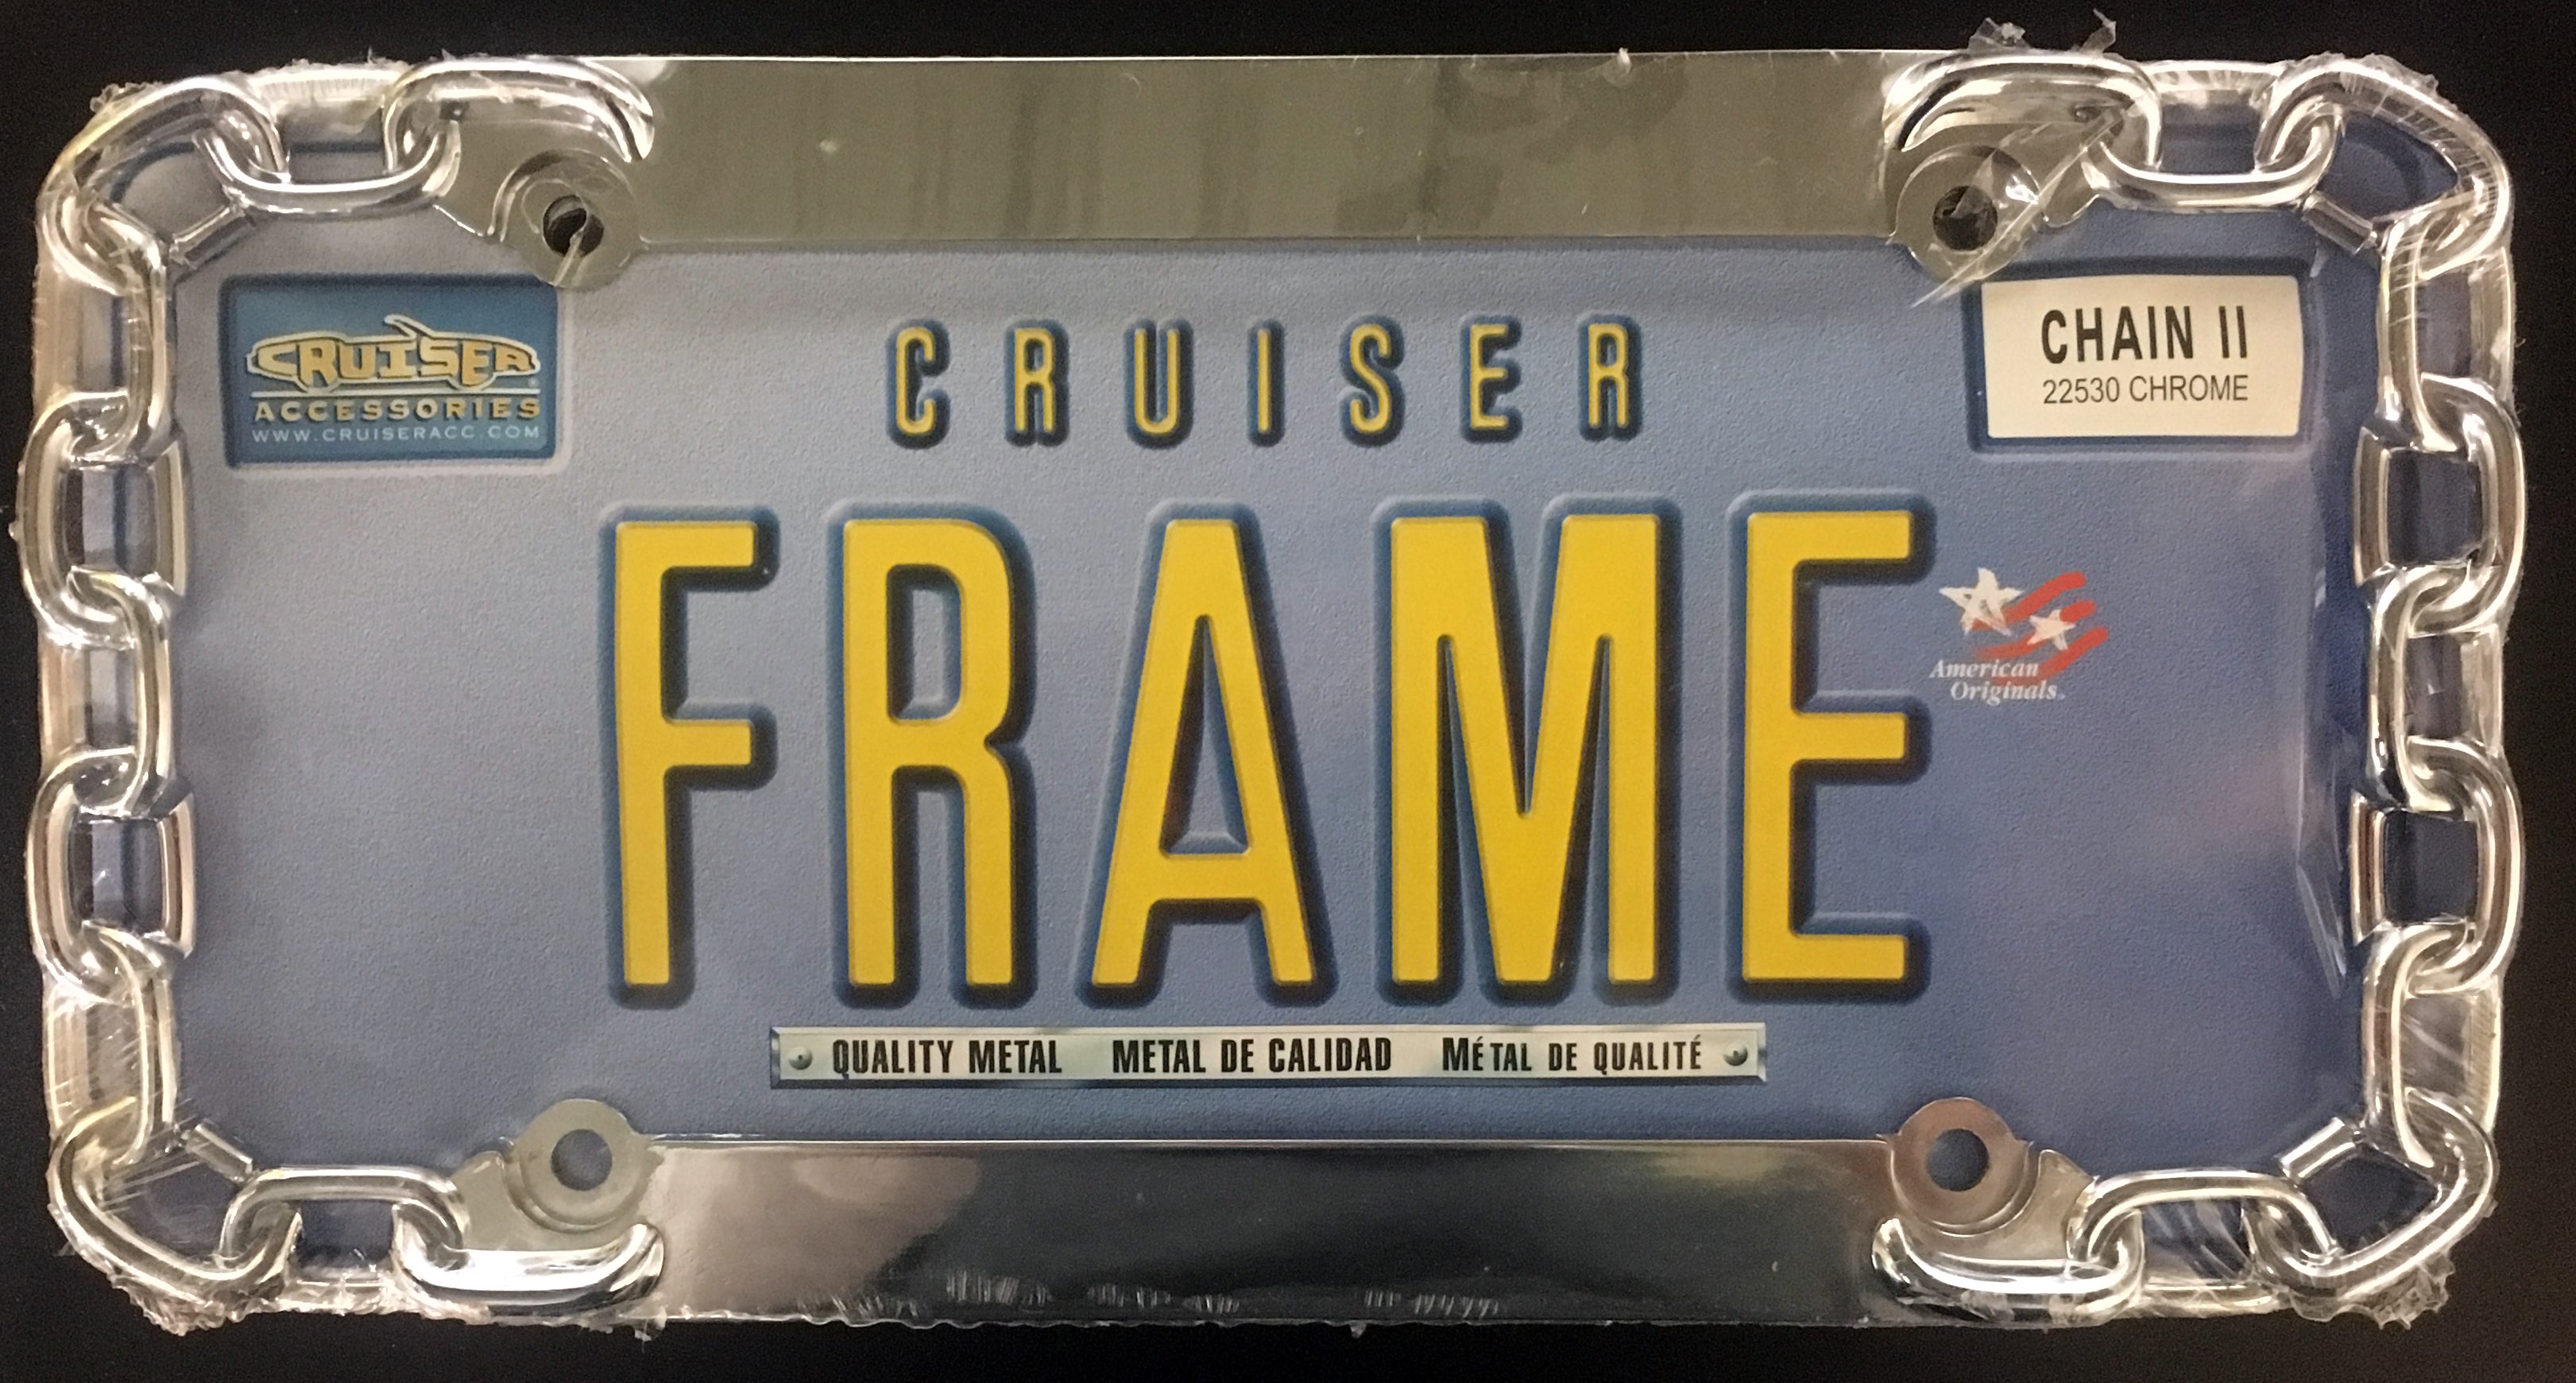 CRUISER
ACCESSORIES
WWW.CRUISERACC.COM
CRUISER
CHAIN II
22530 CHROME
FRAME
American
Originals
QUALITY METAL METAL DE CALIDAD MÉTAL DE QUALITÉ